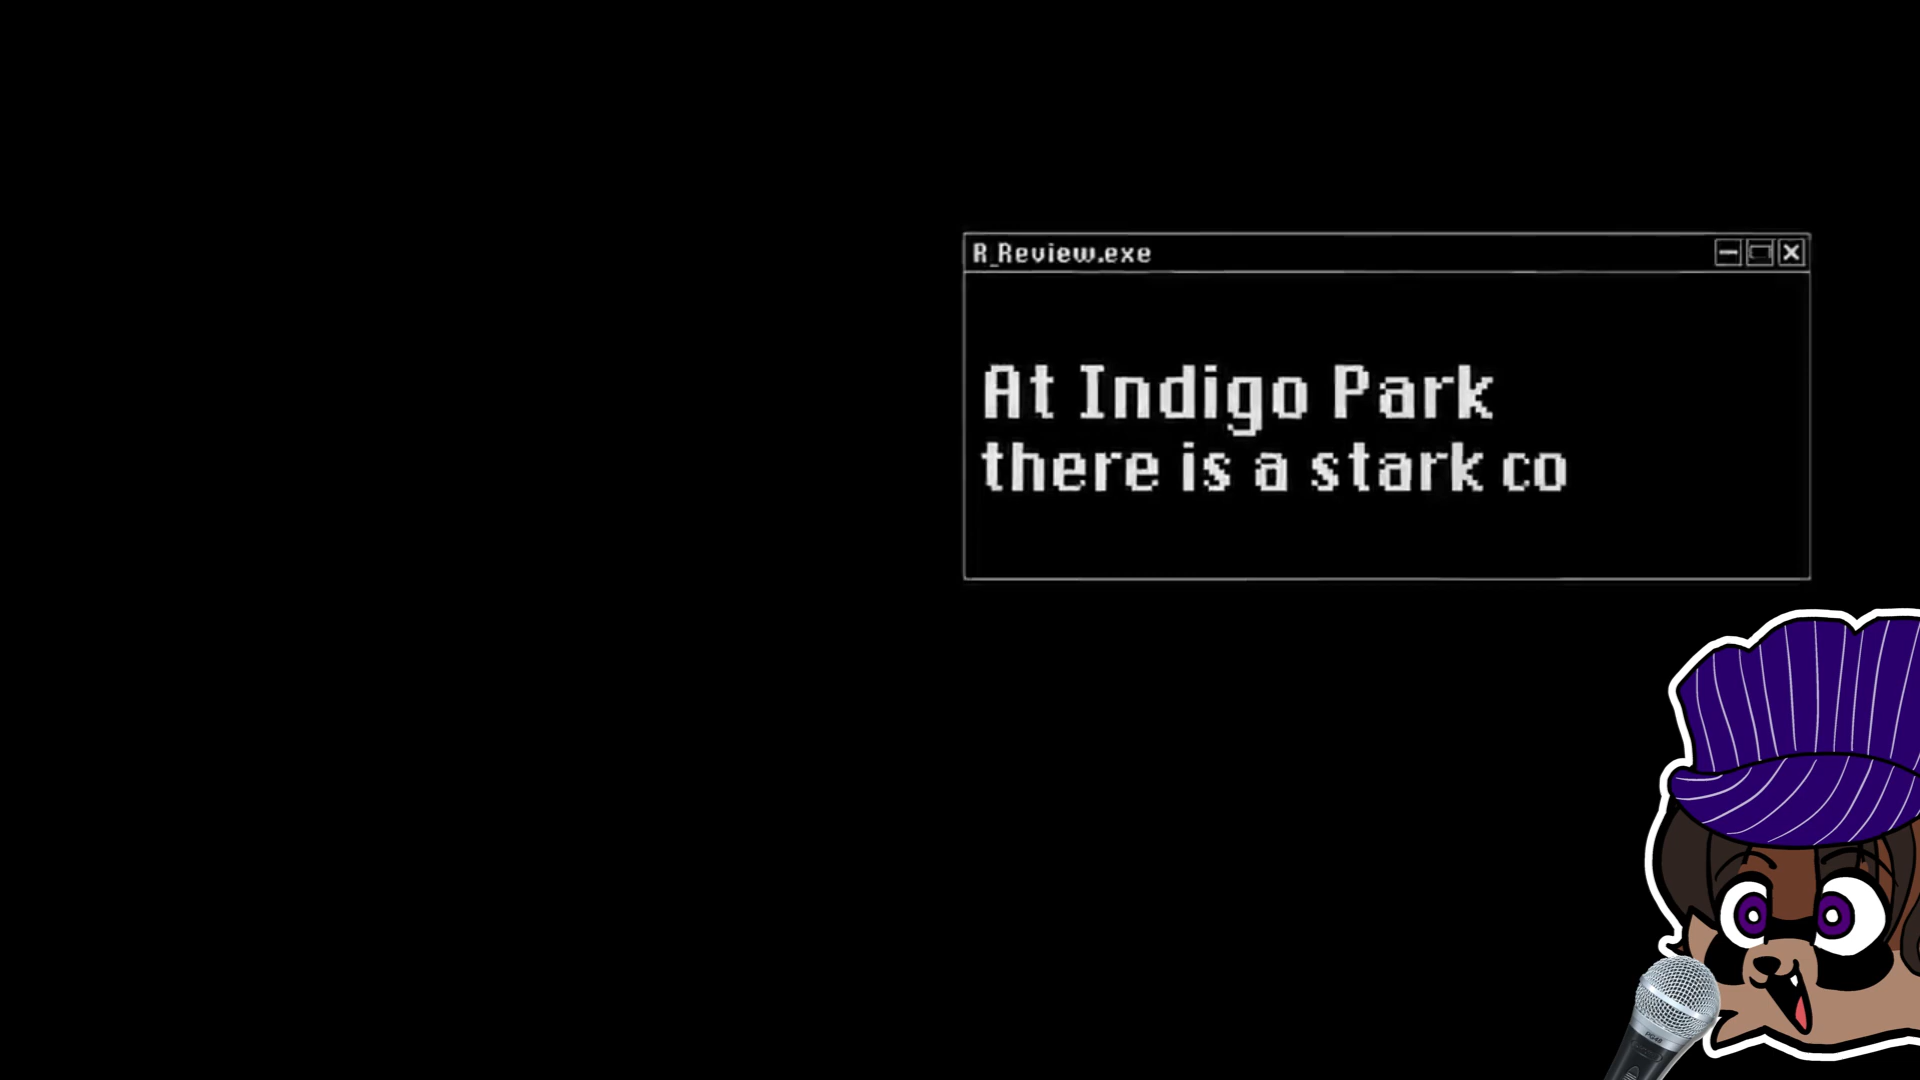 R_Review.exe
At Indigo Park
there is a stark co